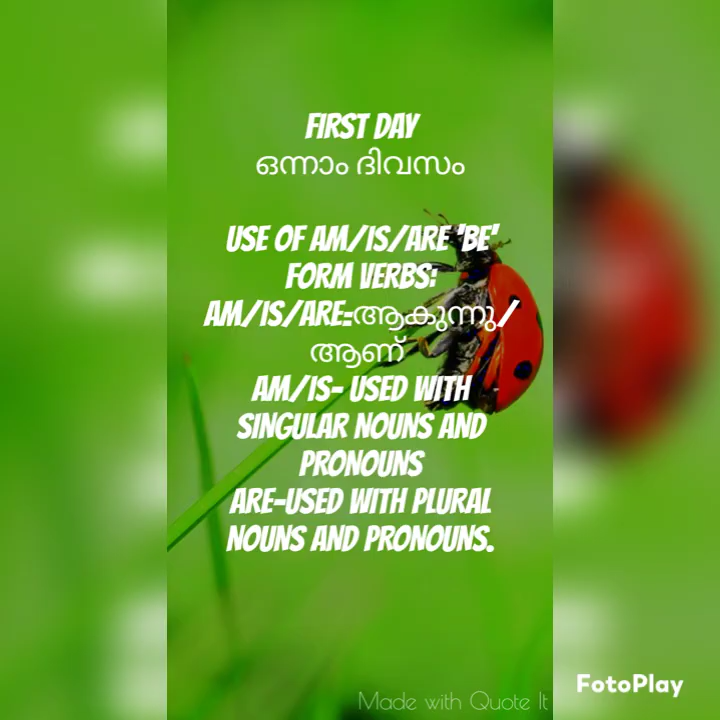 FIRST DAY
ഒന്നാം ദിവസം
USE OF AM/IS/ARE 'BE'
FORM VERBS:
AM/IS/ARE=ആകുന്നു/
ആണ്
AM/IS- USED WITH
SINGULAR NOUNS AND
PRONOUNS
ARE-USED WITH PLURAL
NOUNS AND PRONOUNS.
Made with Quote It
FotoPlay